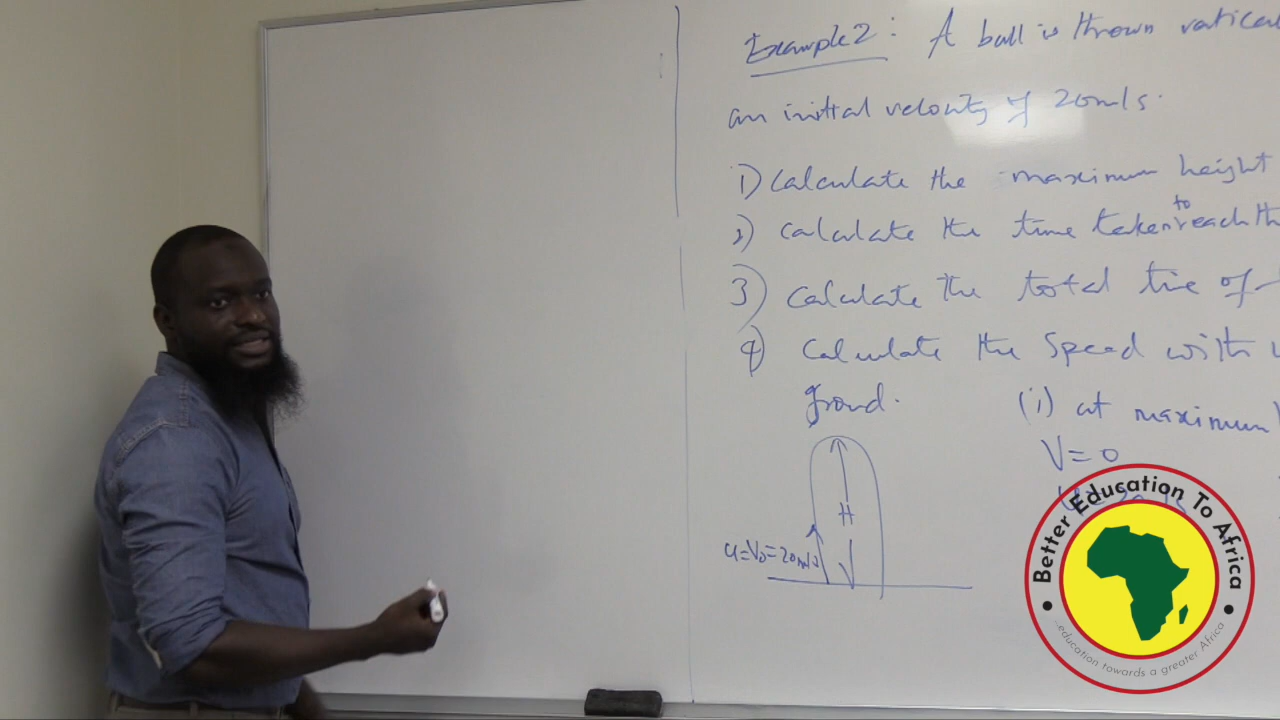 Example 2: A ball is thrown vatical
an initial velocity of 20m/s.
1) Calculate the maximum height
2) Calculate the time taken to reach th
3) Calculate the total tie of
4) Calculate the Speed with
ground.
(i) at maximum
V=0
H
u=V₀=20m/s
Better Education To Africa
...education towards a greater Africa